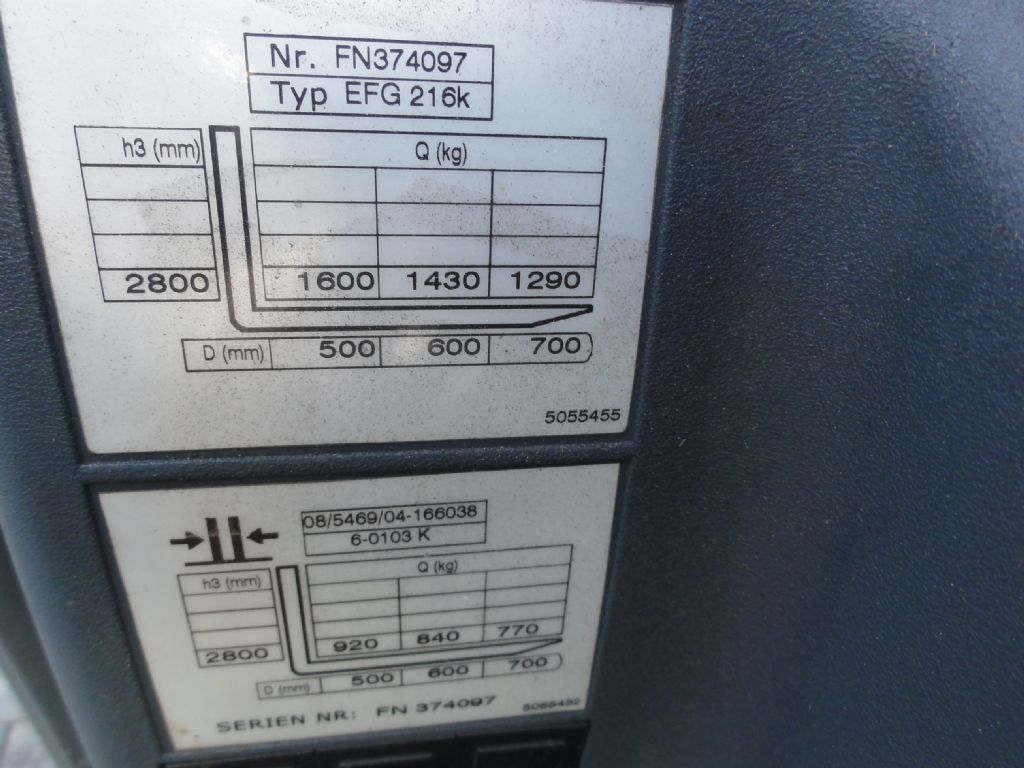 Nr. FN374097
Typ EFG 216k
h3 (mm) Q (kg)
2800 1600 1430 1290
D (mm) 500 600 700
5055455
08/5469/04-166038
6-0103 K
h3 (mm) Q (kg)
2800 920 840 770
D (mm) 500 600 700
SERIEN NR: FN 374097